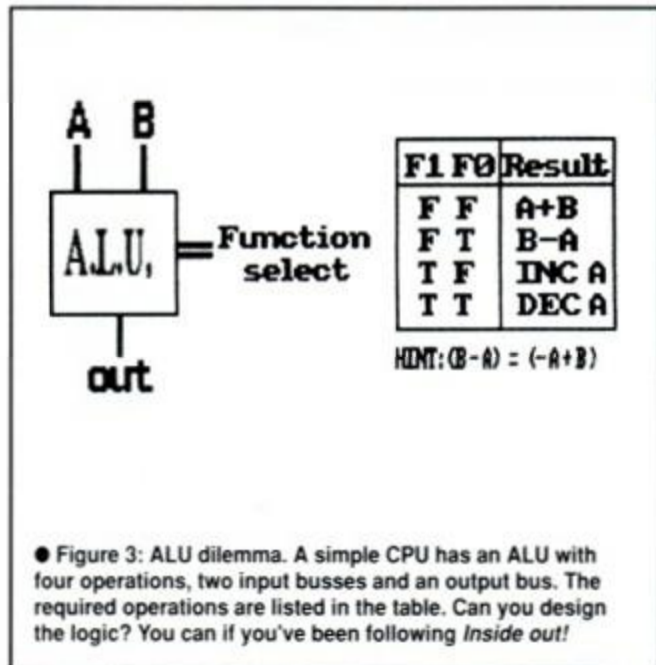 A B
A.L.U.
Function
select
out
F1 F0 Result
F F A+B
F T B-A
T F INC A
T T DEC A
HINT: (B-A) = (-A+B)
● Figure 3: ALU dilemma. A simple CPU has an ALU with
four operations, two input busses and an output bus. The
required operations are listed in the table. Can you design
the logic? You can if you've been following Inside out!